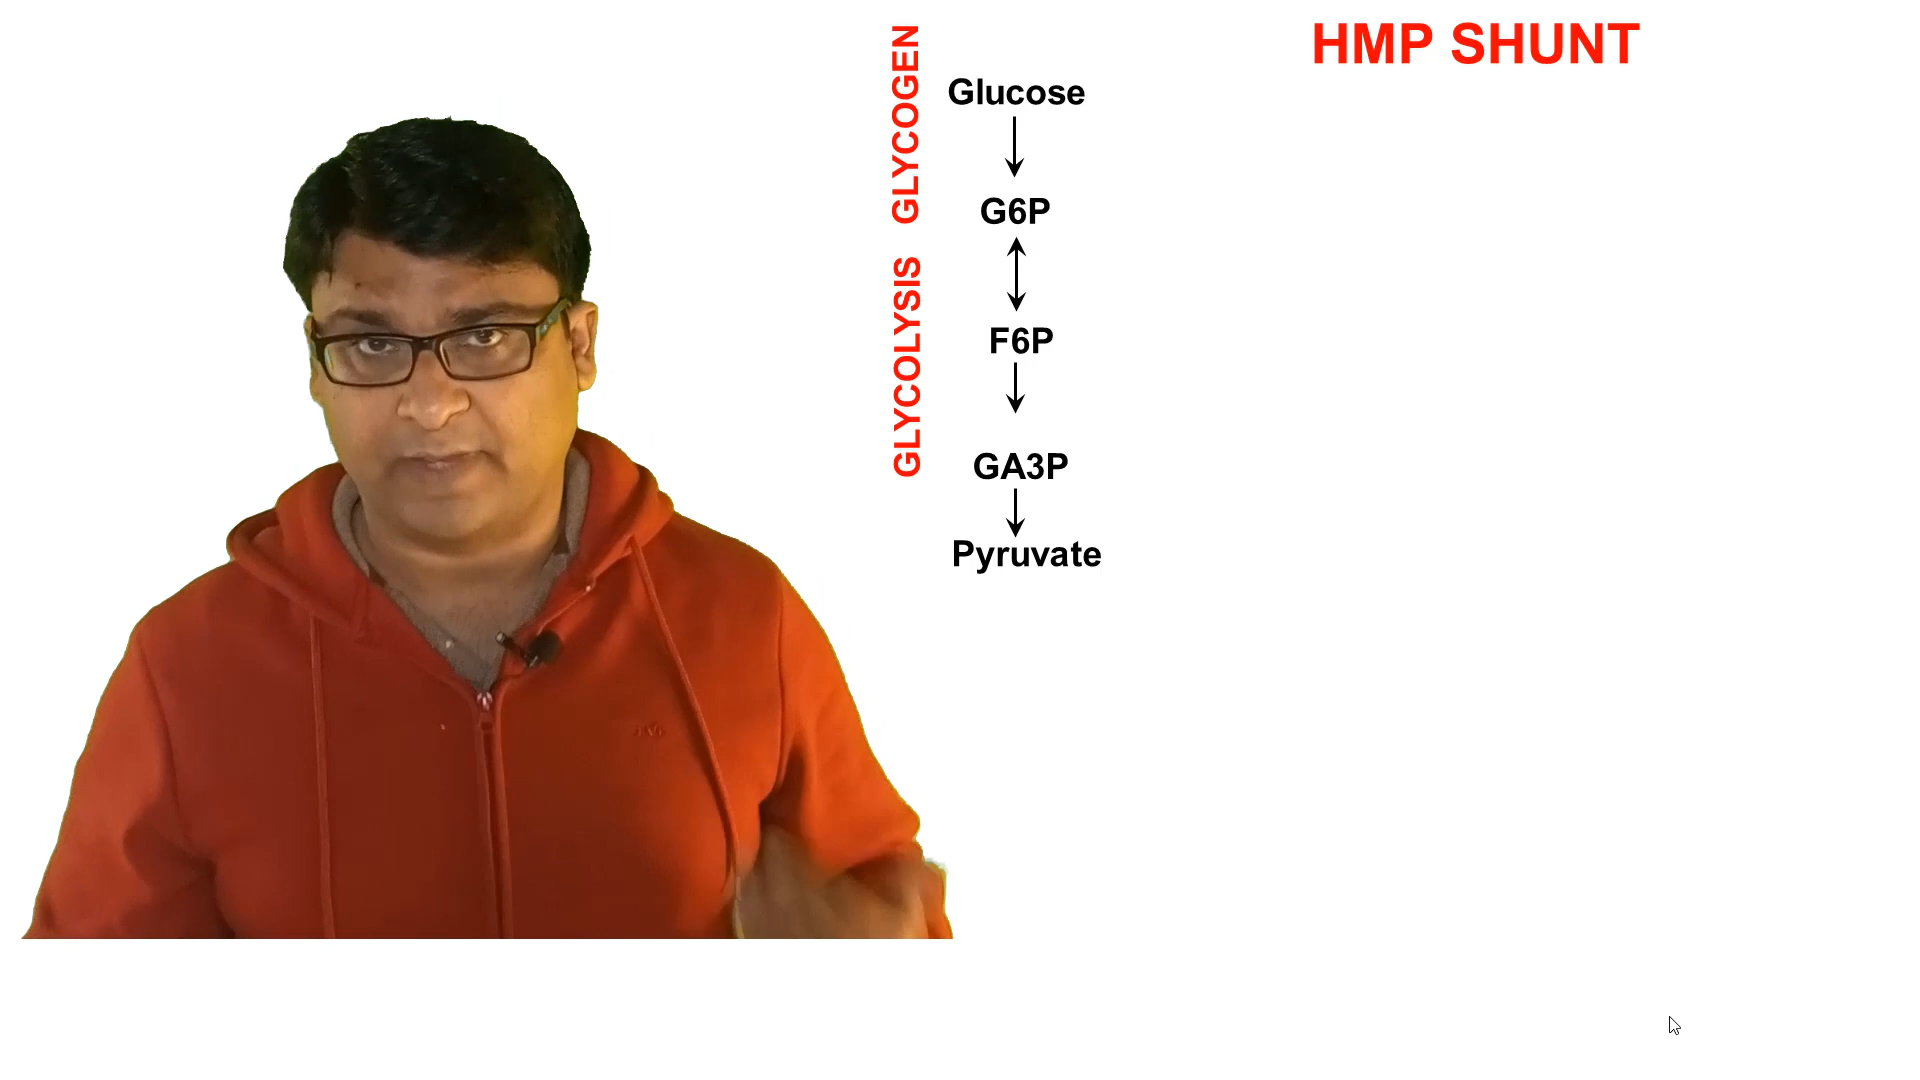 HMP SHUNT
GLYCOGEN
Glucose
G6P
GLYCOLYSIS
F6P
GA3P
Pyruvate